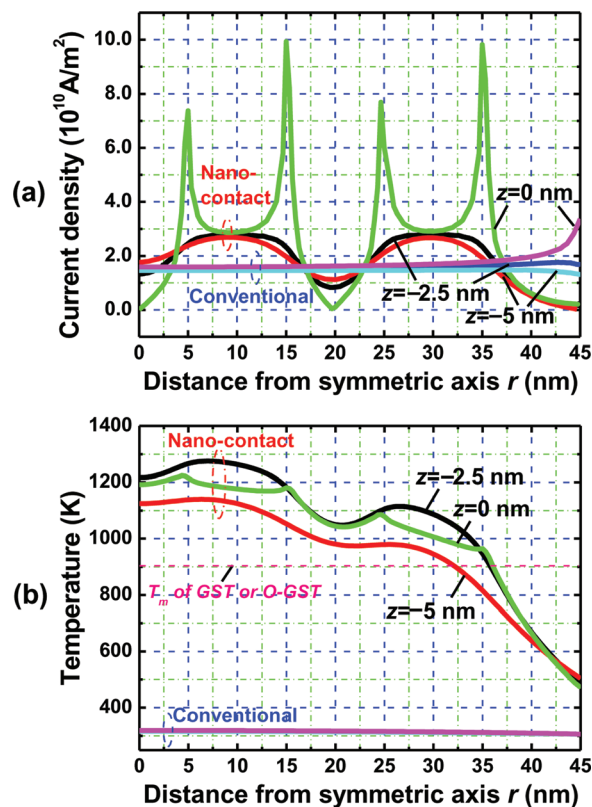 (a)
Current density (10¹⁰ A/m²)
10.0
8.0
6.0
4.0
2.0
0.0
Nano-
contact
Conventional
z=0 nm
z=−2.5 nm
z=−5 nm
0 5 10 15 20 25 30 35 40 45
Distance from symmetric axis r (nm)
(b)
Temperature (K)
1400
1200
1000
800
600
400
Nano-contact
z=−2.5 nm
z=0 nm
Tm of GST or O-GST
z=−5 nm
Conventional
0 5 10 15 20 25 30 35 40 45
Distance from symmetric axis r (nm)